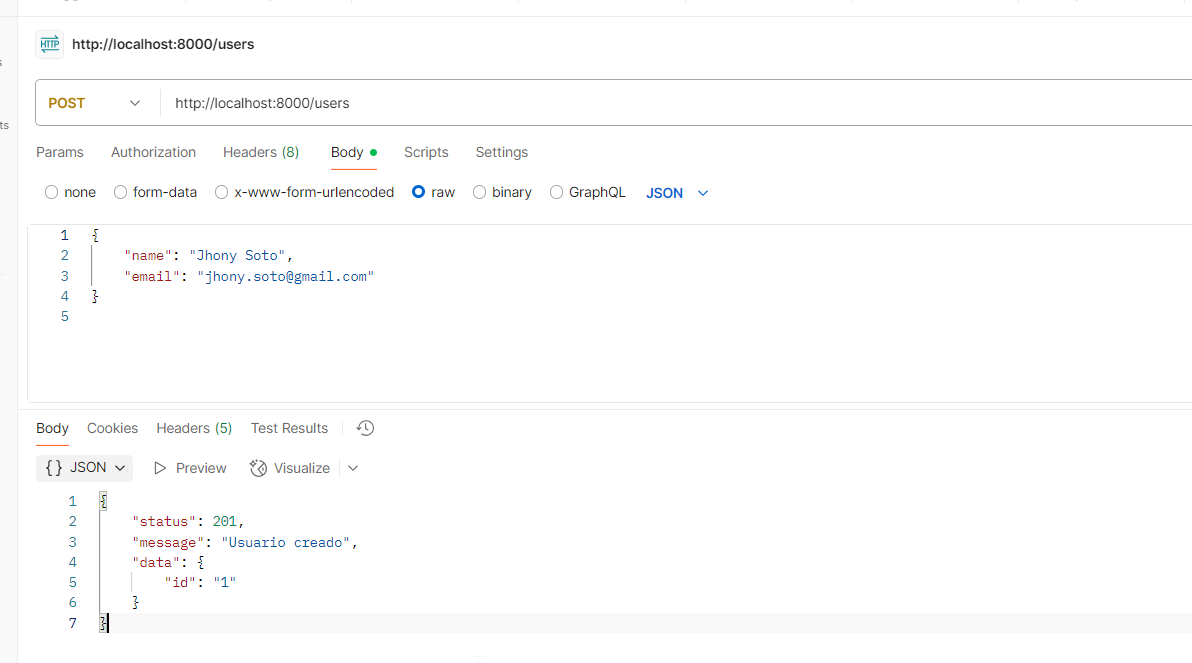 HTTP http://localhost:8000/users
POST http://localhost:8000/users
ts
Params Authorization Headers (8) Body Scripts Settings
none form-data x-www-form-urlencoded raw binary GraphQL JSON
1 {
2 "name": "Jhony Soto",
3 "email": "jhony.soto@gmail.com"
4 }
5
Body Cookies Headers (5) Test Results
{} JSON Preview Visualize
1 {
2 "status": 201,
3 "message": "Usuario creado",
4 "data": {
5 "id": "1"
6 }
7 }